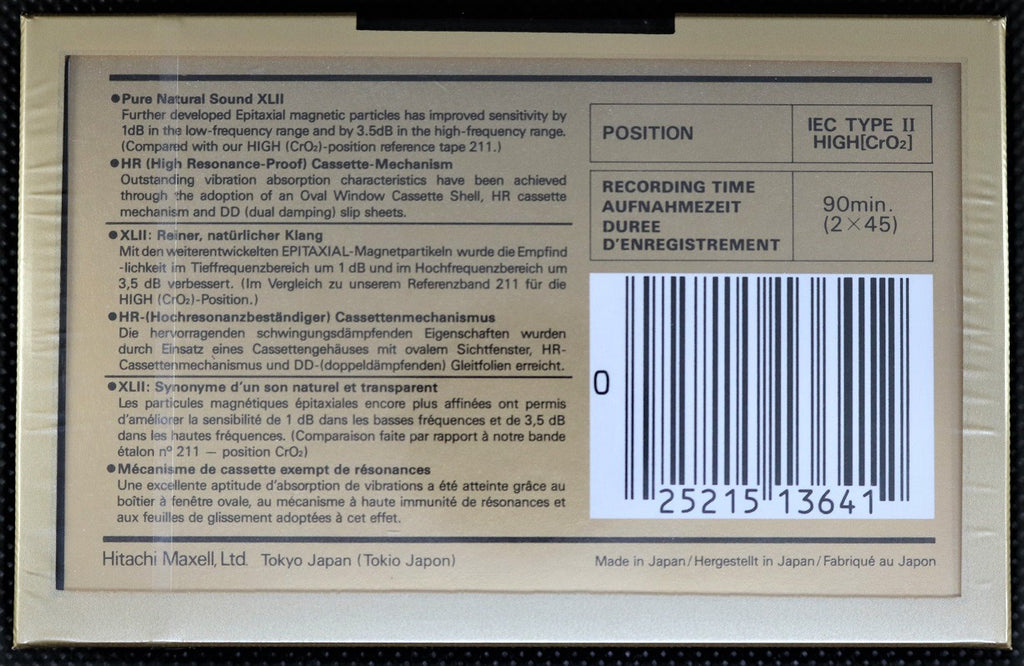 ●Pure Natural Sound XLII
Further developed Epitaxial magnetic particles has improved sensitivity by
1dB in the low-frequency range and by 3.5dB in the high-frequency range.
(Compared with our HIGH (CrO₂)-position reference tape 211.)
●HR (High Resonance-Proof) Cassette-Mechanism
Outstanding vibration absorption characteristics have been achieved
through the adoption of an Oval Window Cassette Shell, HR cassette
mechanism and DD (dual damping) slip sheets.
●XLII: Reiner, natürlicher Klang
Mit den weiterentwickelten EPITAXIAL-Magnetpartikeln wurde die Empfind
-lichkeit im Tieffrequenzbereich um 1 dB und im Hochfrequenzbereich um
3,5 dB verbessert. (Im Vergleich zu unserem Referenzband 211 für die
HIGH (CrO₂)-Position.)
●HR-(Hochresonanzbeständiger) Cassettenmechanismus
Die hervorragenden schwingungsdämpfenden Eigenschaften wurden
durch Einsatz eines Cassettengehäuses mit ovalem Sichtfenster, HR-
Cassettenmechanismus und DD-(doppeldämpfenden) Gleitfolien erreicht.
●XLII: Synonyme d'un son naturel et transparent
Les particules magnétiques épitaxiales encore plus affinées ont permis
d'améliorer la sensibilité de 1 dB dans les basses fréquences et de 3,5 dB
dans les hautes fréquences. (Comparaison faite par rapport à notre bande
étalon nº 211 — position CrO₂)
●Mécanisme de cassette exempt de résonances
Une excellente aptitude d'absorption de vibrations a été atteinte grâce au
boîtier à fenêtre ovale, au mécanisme à haute immunité de résonances et
aux feuilles de glissement adoptées à cet effet.
POSITION
IEC TYPE II
HIGH[CrO₂]
RECORDING TIME
AUFNAHMEZEIT
DUREE
D'ENREGISTREMENT
90min.
(2×45)
0
25215 13641
Hitachi Maxell, Ltd. Tokyo Japan (Tokio Japon)
Made in Japan/Hergestellt in Japan/Fabriqué au Japon